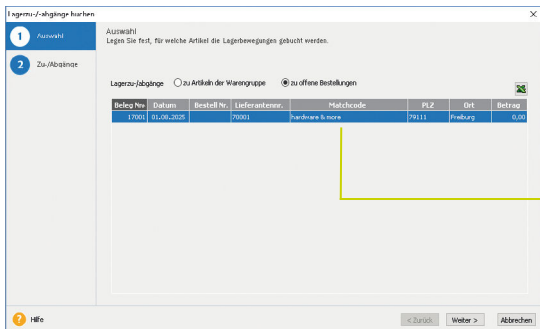 Lagerzu-/-abgänge buchen
1 Auswahl
2 Zu-/Abgänge
Auswahl
Legen Sie fest, für welche Artikel die Lagerbewegungen gebucht werden.
Lagerzu-/abgänge zu Artikeln der Warengruppe zu offene Bestellungen
Beleg Nr. Datum Bestell Nr. Lieferantennr. Matchcode PLZ Ort Betrag
17001 01.08.2025 70001 hardware & more 79111 Freiburg 0,00
Hilfe < Zurück Weiter > Abbrechen